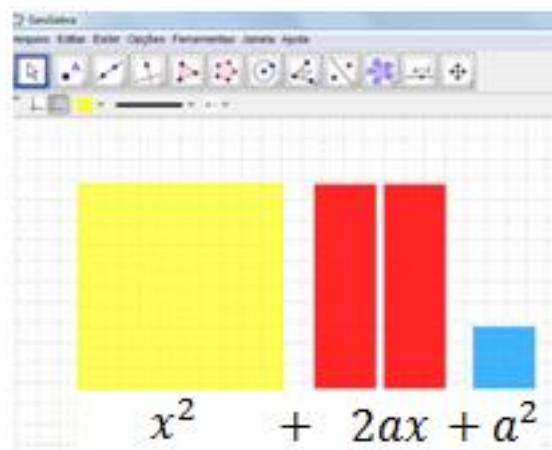 GeoGebra
Arquivo Editar Exibir Opções Ferramentas Janela Ajuda
A
x² + 2ax + a²